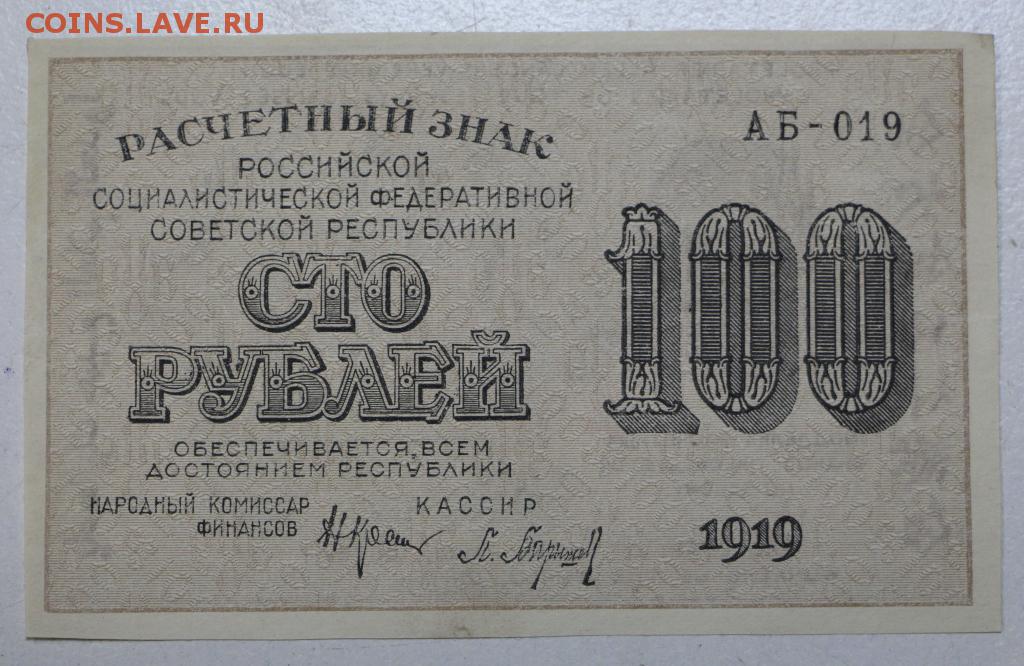 COINS.LAVE.RU
РАСЧЕТНЫЙ ЗНАК
АБ-019
РОССИЙСКОЙ
СОЦИАЛИСТИЧЕСКОЙ ФЕДЕРАТИВНОЙ
СОВЕТСКОЙ РЕСПУБЛИКИ
СТО
РУБЛЕЙ
100
ОБЕСПЕЧИВАЕТСЯ, ВСЕМ
ДОСТОЯНИЕМ РЕСПУБЛИКИ
НАРОДНЫЙ КОМИССАР
ФИНАНСОВ
КАССИР
1919